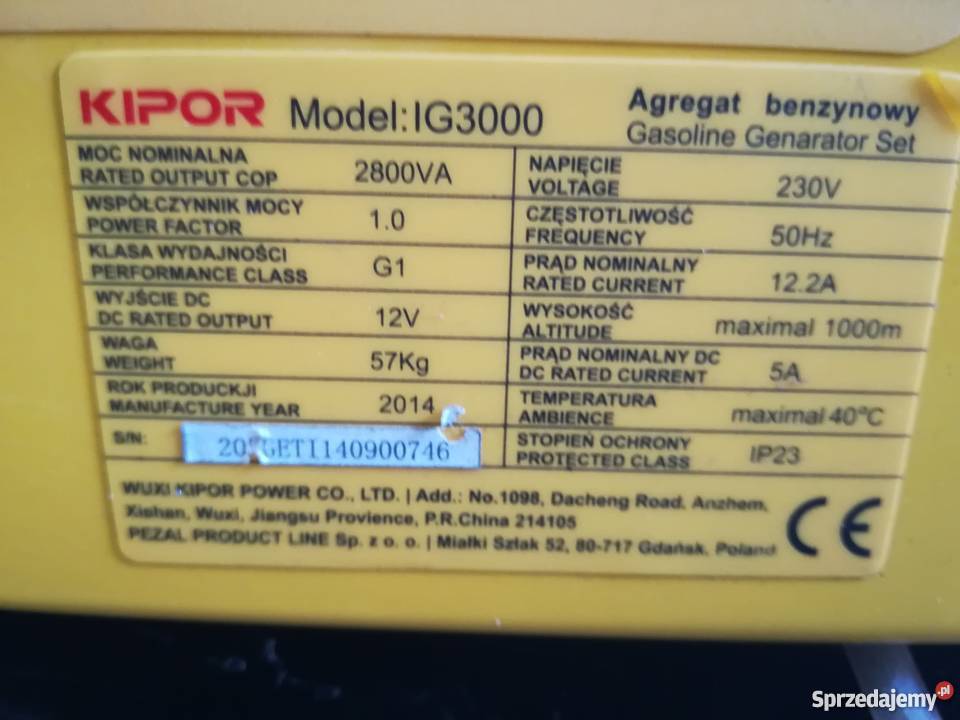 KIPOR Model:IG3000
Agregat benzynowy
Gasoline Genarator Set
MOC NOMINALNA
RATED OUTPUT COP 2800VA
WSPÓŁCZYNNIK MOCY
POWER FACTOR 1.0
KLASA WYDAJNOŚCI
PERFORMANCE CLASS G1
WYJŚCIE DC
DC RATED OUTPUT 12V
WAGA
WEIGHT 57Kg
ROK PRODUCKJI
MANUFACTURE YEAR 2014
S/N:
NAPIĘCIE
VOLTAGE 230V
CZĘSTOTLIWOŚĆ
FREQUENCY 50Hz
PRĄD NOMINALNY
RATED CURRENT 12.2A
WYSOKOŚĆ
ALTITUDE maximal 1000m
PRĄD NOMINALNY DC
DC RATED CURRENT 5A
TEMPERATURA
AMBIENCE maximal 40°C
STOPIEŃ OCHRONY
PROTECTED CLASS IP23
WUXI KIPOR POWER CO., LTD. | Add.: No.1098, Dacheng Road, Anzhem,
Xishan, Wuxi, Jiangsu Provience, P.R.China 214105
PEZAL PRODUCT LINE Sp. z o. o. | Miałki Szlak 52, 80-717 Gdańsk, Poland
CE
Sprzedajemy.pl